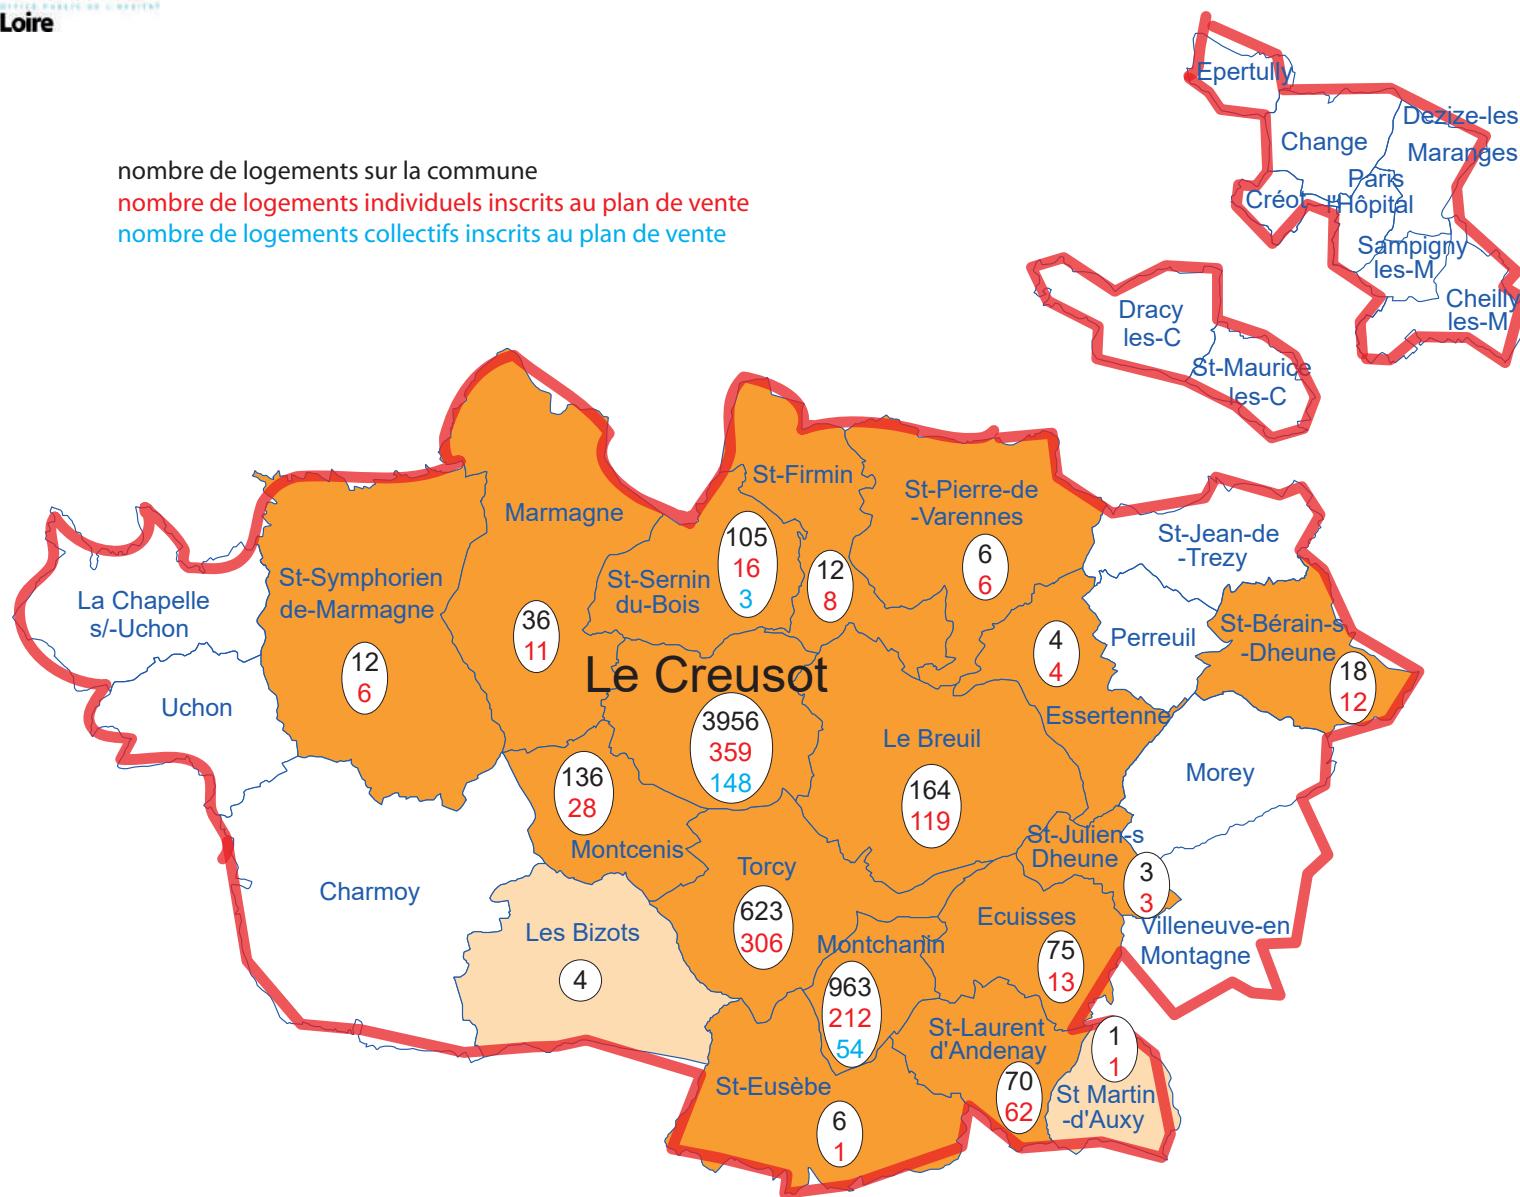 OFFICE PUBLIC DE L'HABITAT
Loire
nombre de logements sur la commune
nombre de logements individuels inscrits au plan de vente
nombre de logements collectifs inscrits au plan de vente
Epertully
Change
Dezize-les
Maranges
Créot
Paris
l'Hôpital
Sampigny
les-M
Cheilly
les-M
Dracy
les-C
St-Maurice
les-C
St-Firmin
12
8
St-Pierre-de
-Varennes
6
6
Marmagne
36
11
St-Sernin
du-Bois
105
16
3
St-Symphorien
de-Marmagne
12
6
La Chapelle
s/-Uchon
Uchon
St-Jean-de
-Trezy
Perreuil
St-Bérain-s
-Dheune
18
12
4
4
Essertenne
Le Creusot
3956
359
148
Le Breuil
164
119
Morey
136
28
Montcenis
St-Julien-s
Dheune
3
3
Torcy
623
306
Charmoy
Les Bizots
4
Ecuisses
75
13
Villeneuve-en
Montagne
Montchanin
963
212
54
St-Laurent
d'Andenay
70
62
1
1
St Martin
-d'Auxy
St-Eusèbe
6
1